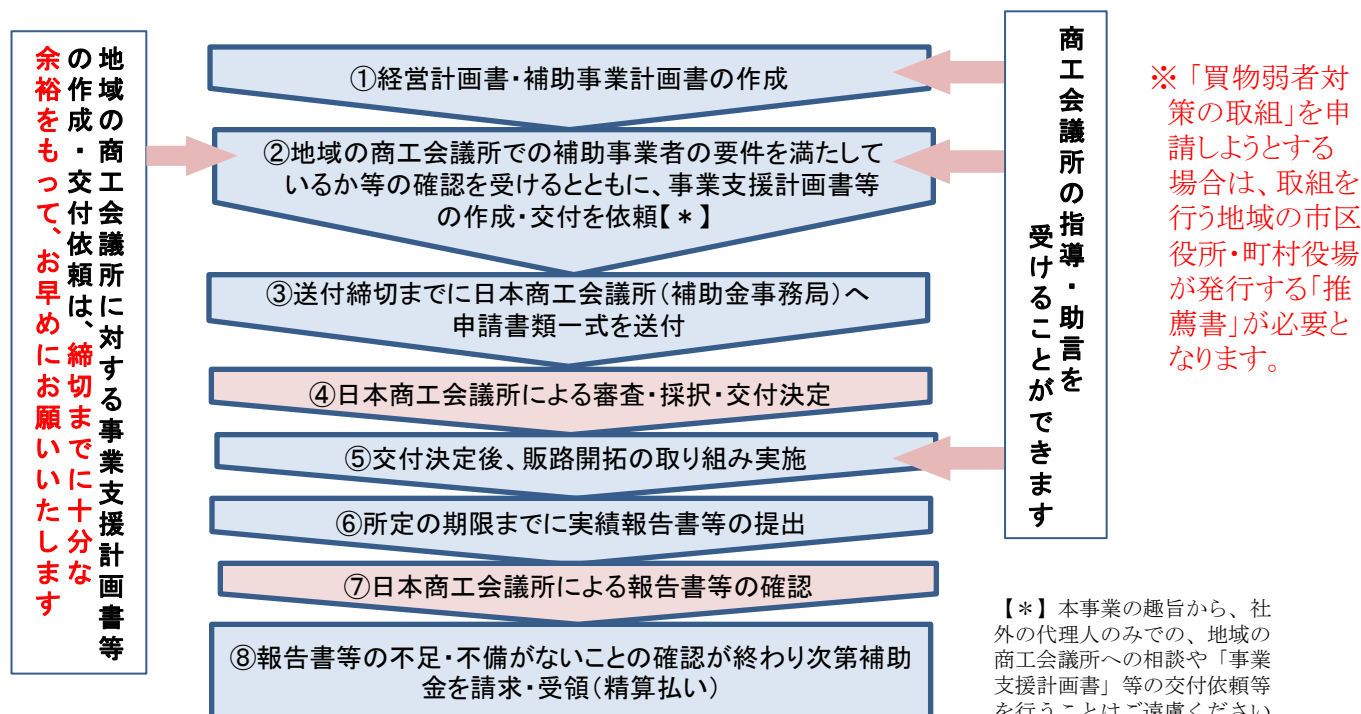 地域の商工会議所に対する事業支援計画書等
の作成・交付依頼は、締切までに十分な
余裕をもって、お早めにお願いいたします
①経営計画書・補助事業計画書の作成
②地域の商工会議所での補助事業者の要件を満たして
いるか等の確認を受けるとともに、事業支援計画書等
の作成・交付を依頼【＊】
③送付締切までに日本商工会議所（補助金事務局）へ
申請書類一式を送付
④日本商工会議所による審査・採択・交付決定
⑤交付決定後、販路開拓の取り組み実施
⑥所定の期限までに実績報告書等の提出
⑦日本商工会議所による報告書等の確認
⑧報告書等の不足・不備がないことの確認が終わり次第補助
金を請求・受領（精算払い）
商工会議所の指導・助言を
受けることができます
※「買物弱者対
策の取組」を申
請しようとする
場合は、取組を
行う地域の市区
役所・町村役場
が発行する「推
薦書」が必要と
なります。
【＊】本事業の趣旨から、社
外の代理人のみでの、地域の
商工会議所への相談や「事業
支援計画書」等の交付依頼等
を行うことはご遠慮ください